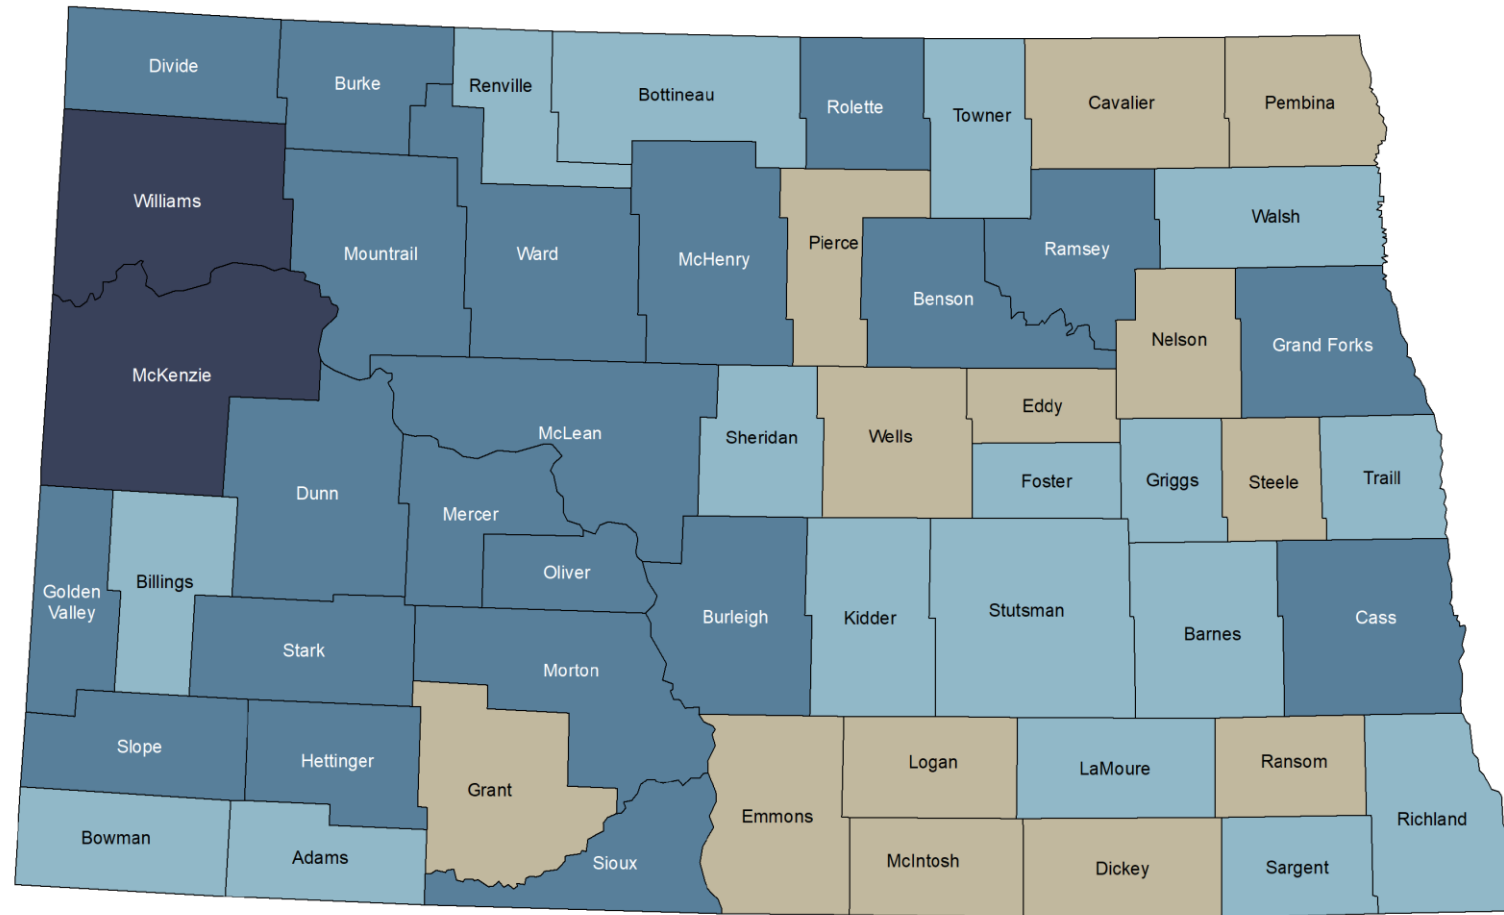 Divide
Burke
Renville
Bottineau
Rolette
Towner
Cavalier
Pembina
Williams
Mountrail
Ward
McHenry
Pierce
Benson
Ramsey
Walsh
Nelson
Grand Forks
McKenzie
McLean
Sheridan
Wells
Eddy
Foster
Griggs
Steele
Traill
Dunn
Mercer
Oliver
Golden
Valley
Billings
Stark
Morton
Burleigh
Kidder
Stutsman
Barnes
Cass
Slope
Hettinger
Grant
Emmons
Logan
LaMoure
Ransom
Richland
Bowman
Adams
Sioux
McIntosh
Dickey
Sargent